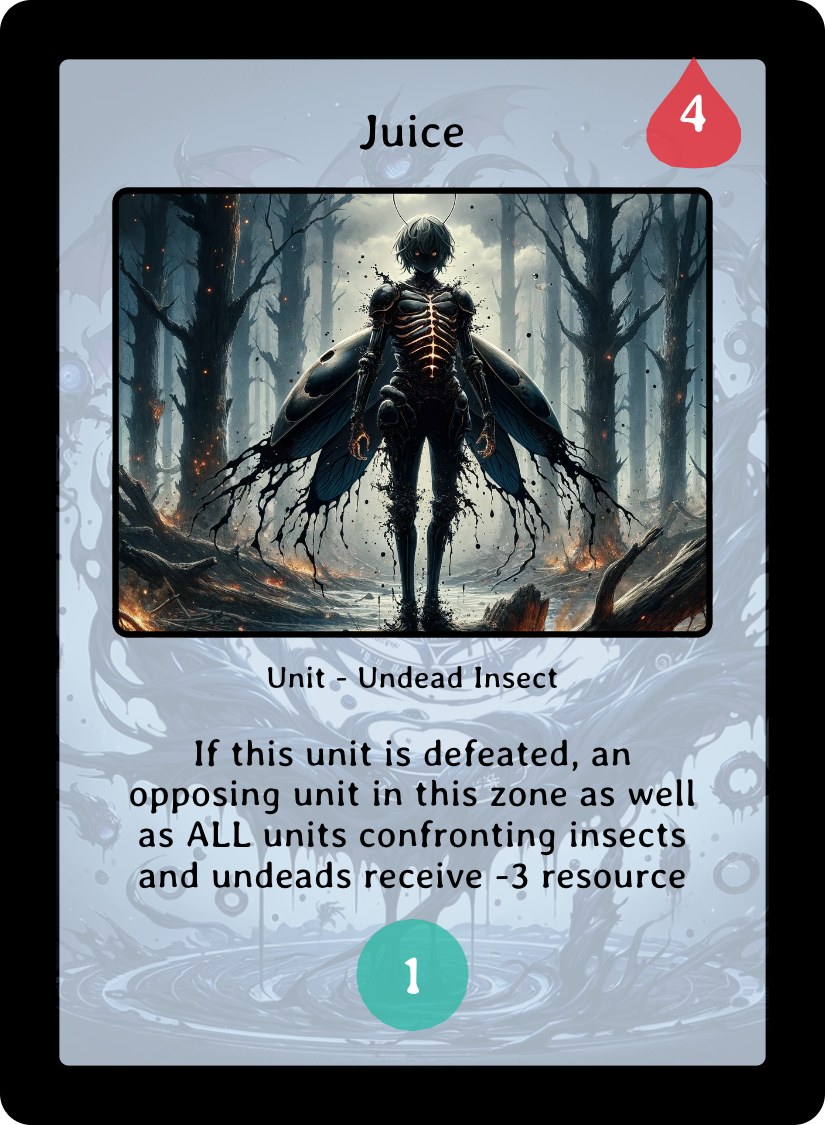 Juice
4
Unit - Undead Insect
If this unit is defeated, an
opposing unit in this zone as well
as ALL units confronting insects
and undeads receive -3 resource
1